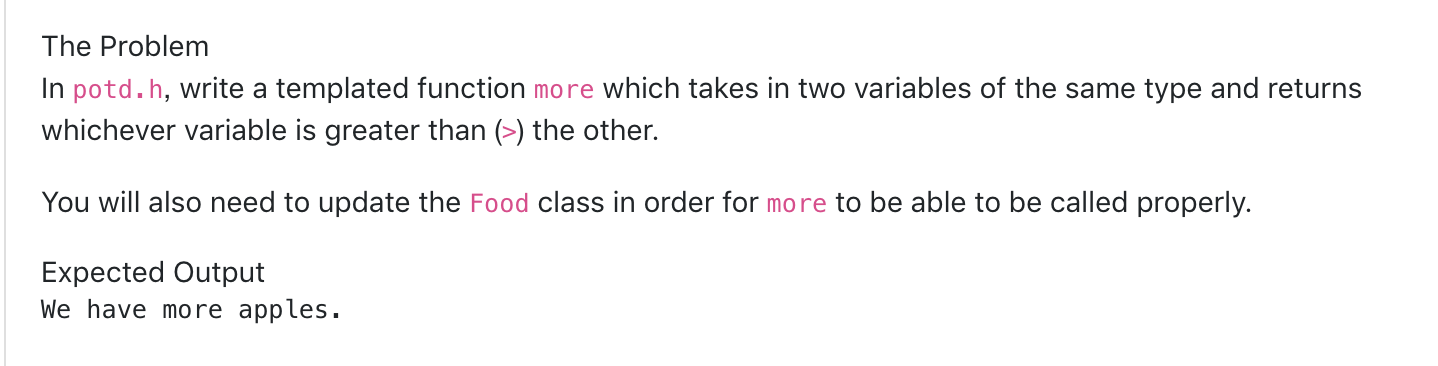 The Problem
In potd.h, write a templated function more which takes in two variables of the same type and returns
whichever variable is greater than (>) the other.
You will also need to update the Food class in order for more to be able to be called properly.
Expected Output
We have more apples.